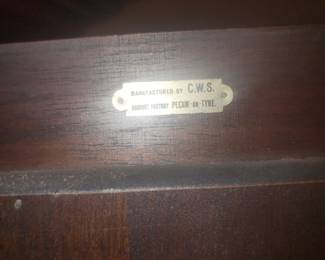 MANUFACTURED BY C.W.S.
CABINET FACTORY PELAW-ON-TYNE.